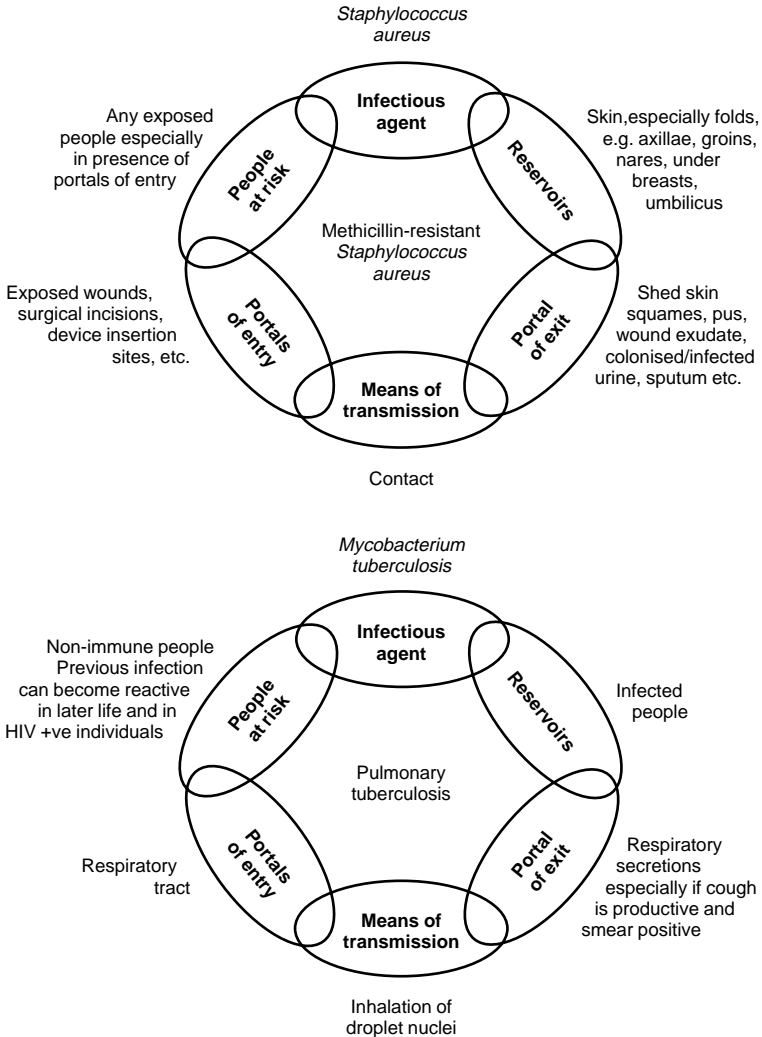 Staphylococcus
aureus
Infectious
agent
Any exposed
people especially
in presence of
portals of entry
People
at risk
Reservoirs
Skin,especially folds,
e.g. axillae, groins,
nares, under
breasts,
umbilicus
Methicillin-resistant
Staphylococcus
aureus
Exposed wounds,
surgical incisions,
device insertion
sites, etc.
Portals
of entry
Portal
of exit
Shed skin
squames, pus,
wound exudate,
colonised/infected
urine, sputum etc.
Means of
transmission
Contact
Mycobacterium
tuberculosis
Infectious
agent
Non-immune people
Previous infection
can become reactive
in later life and in
HIV +ve individuals
People
at risk
Reservoirs
Infected
people
Pulmonary
tuberculosis
Respiratory
tract
Portals
of entry
Portal
of exit
Respiratory
secretions
especially if cough
is productive and
smear positive
Means of
transmission
Inhalation of
droplet nuclei